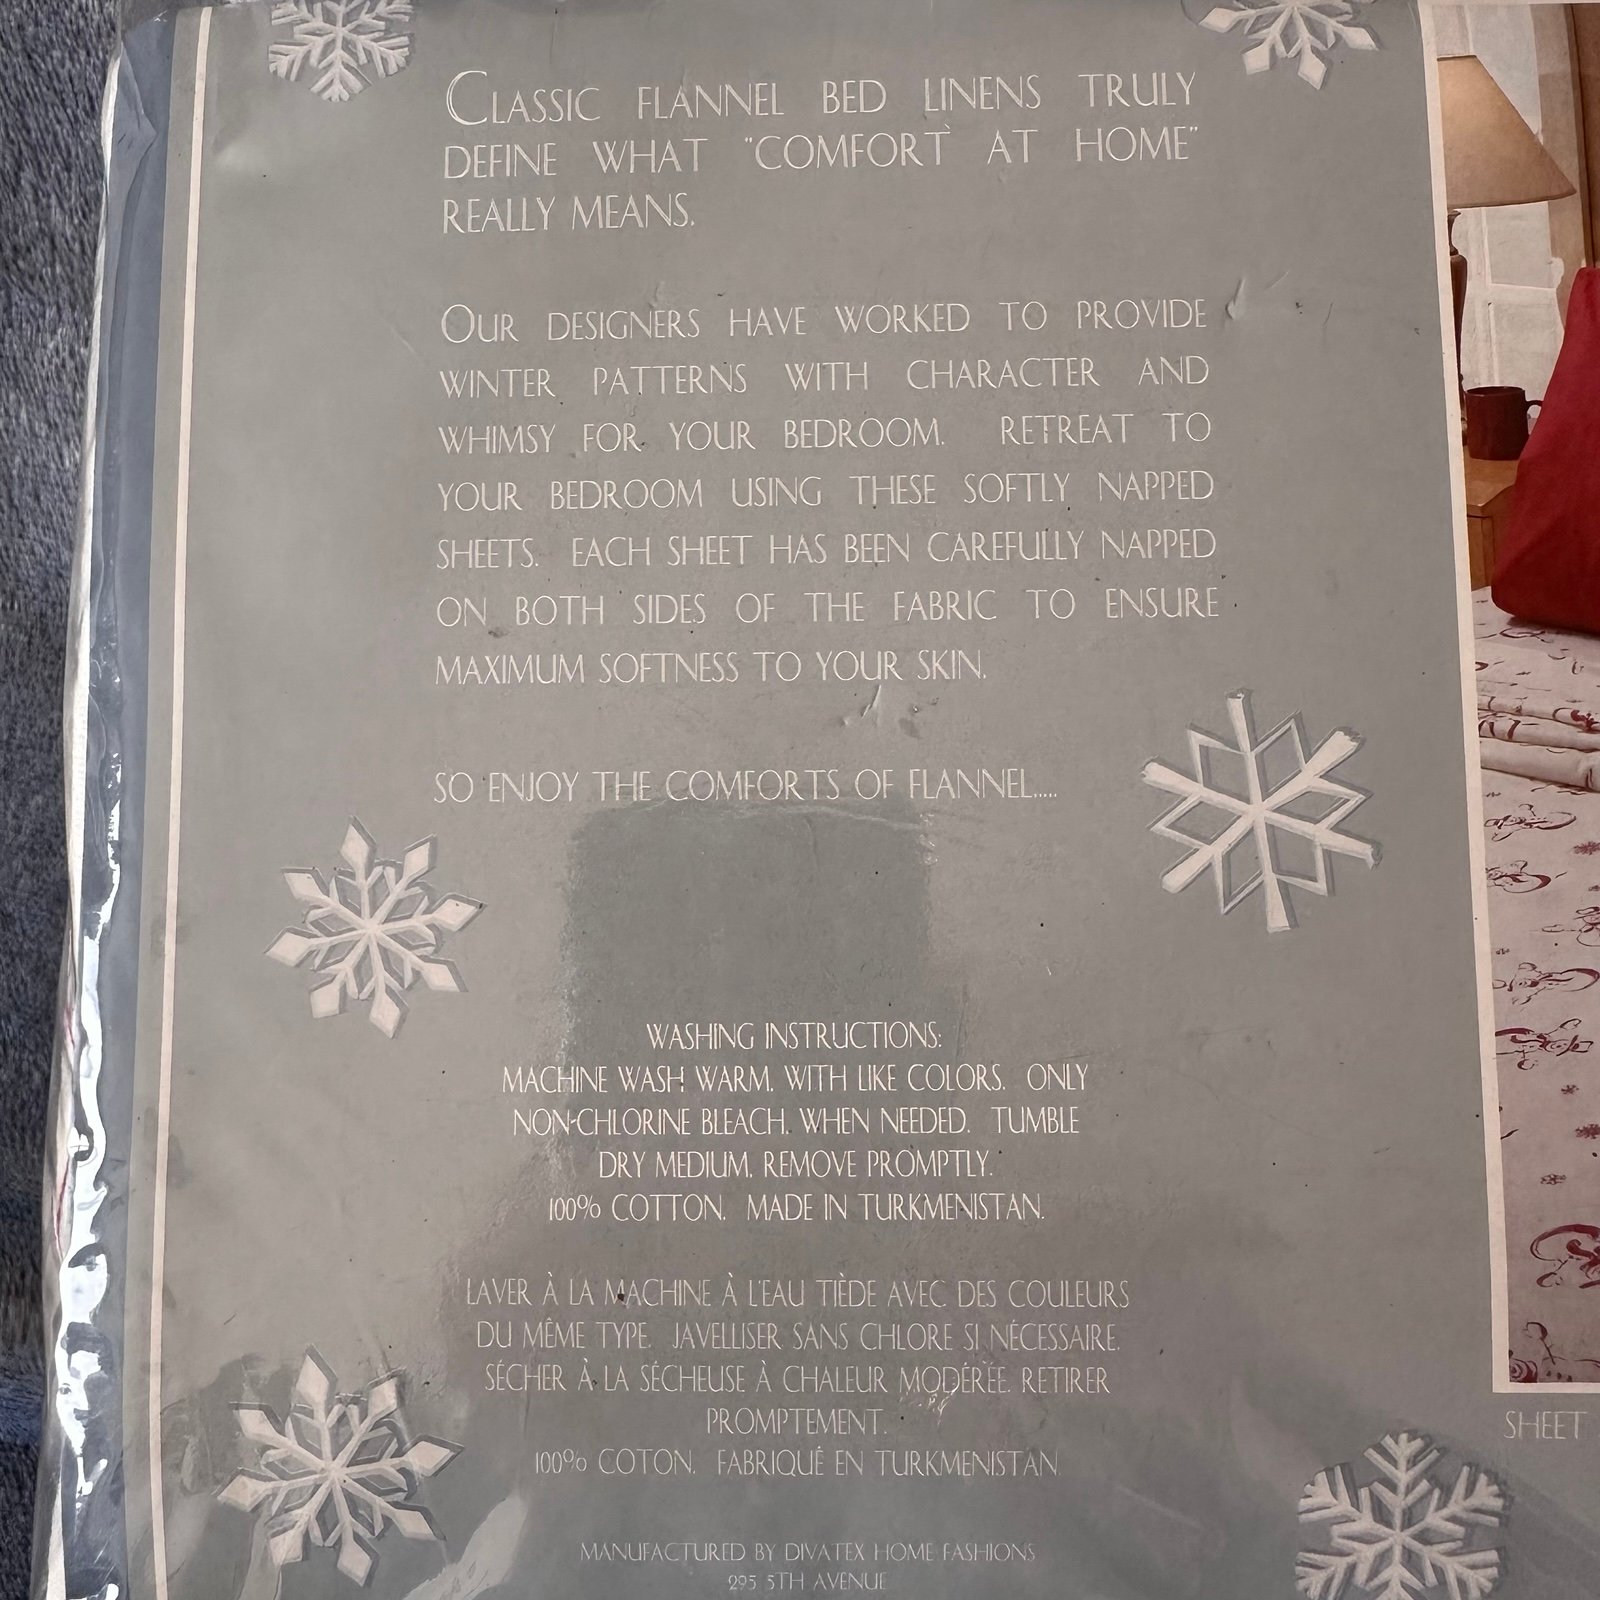 CLASSIC FLANNEL BED LINENS TRULY
DEFINE WHAT "COMFORT AT HOME"
REALLY MEANS.
OUR DESIGNERS HAVE WORKED TO PROVIDE
WINTER PATTERNS WITH CHARACTER AND
WHIMSY FOR YOUR BEDROOM. RETREAT TO
YOUR BEDROOM USING THESE SOFTLY NAPPED
SHEETS. EACH SHEET HAS BEEN CAREFULLY NAPPED
ON BOTH SIDES OF THE FABRIC TO ENSURE
MAXIMUM SOFTNESS TO YOUR SKIN.
SO ENJOY THE COMFORTS OF FLANNEL.....
WASHING INSTRUCTIONS:
MACHINE WASH WARM, WITH LIKE COLORS. ONLY
NON-CHLORINE BLEACH, WHEN NEEDED. TUMBLE
DRY MEDIUM, REMOVE PROMPTLY.
100% COTTON. MADE IN TURKMENISTAN.
LAVER À LA MACHINE À L'EAU TIÈDE AVEC DES COULEURS
DU MÊME TYPE. JAVELLISER SANS CHLORE SI NÉCESSAIRE.
SÉCHER À LA SÉCHEUSE À CHALEUR MODÉRÉE. RETIRER
PROMPTEMENT.
100% COTON. FABRIQUÉ EN TURKMENISTAN
MANUFACTURED BY DIVATEX HOME FASHIONS
295 5TH AVENUE
SHEET